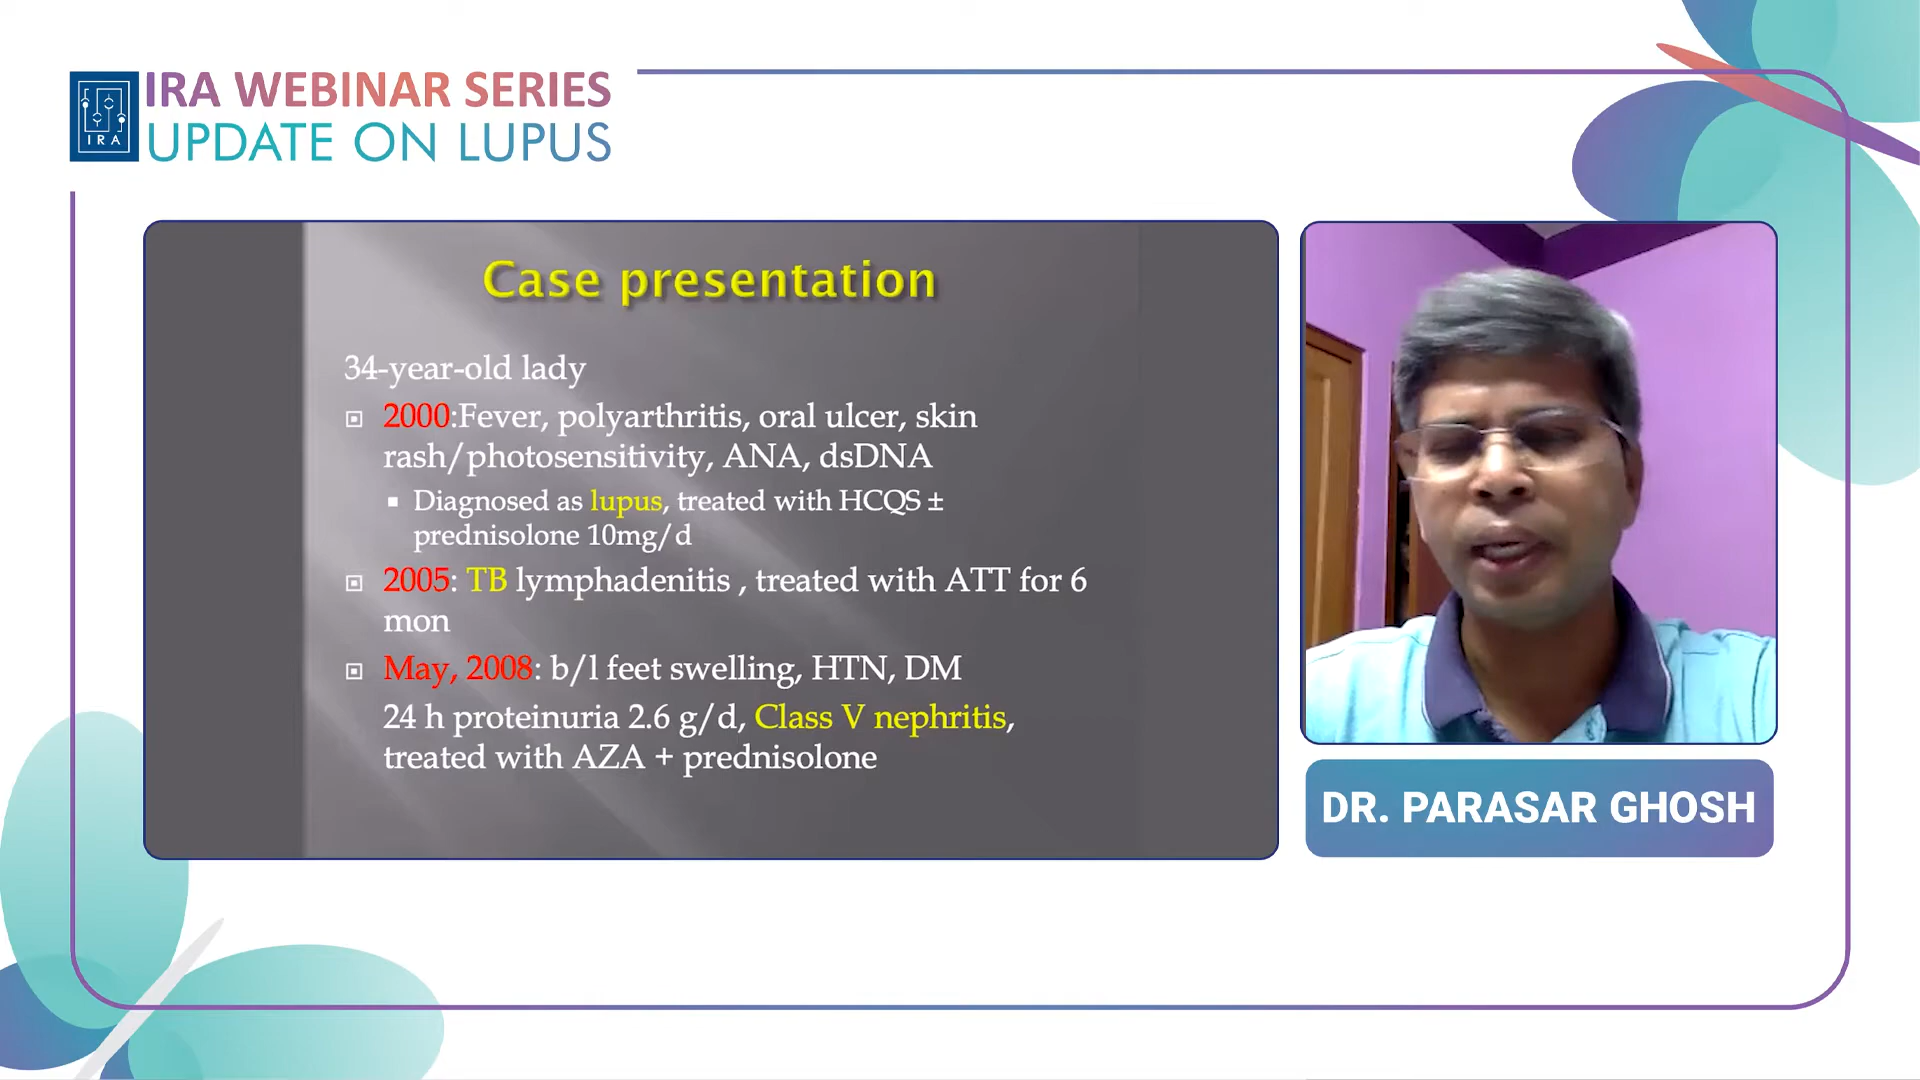 IRA WEBINAR SERIES
UPDATE ON LUPUS
IRA
Case presentation
34-year-old lady
2000:Fever, polyarthritis, oral ulcer, skin
rash/photosensitivity, ANA, dsDNA
Diagnosed as lupus, treated with HCQS ±
prednisolone 10mg/d
2005: TB lymphadenitis , treated with ATT for 6
mon
May, 2008: b/l feet swelling, HTN, DM
24 h proteinuria 2.6 g/d, Class V nephritis,
treated with AZA + prednisolone
DR. PARASAR GHOSH